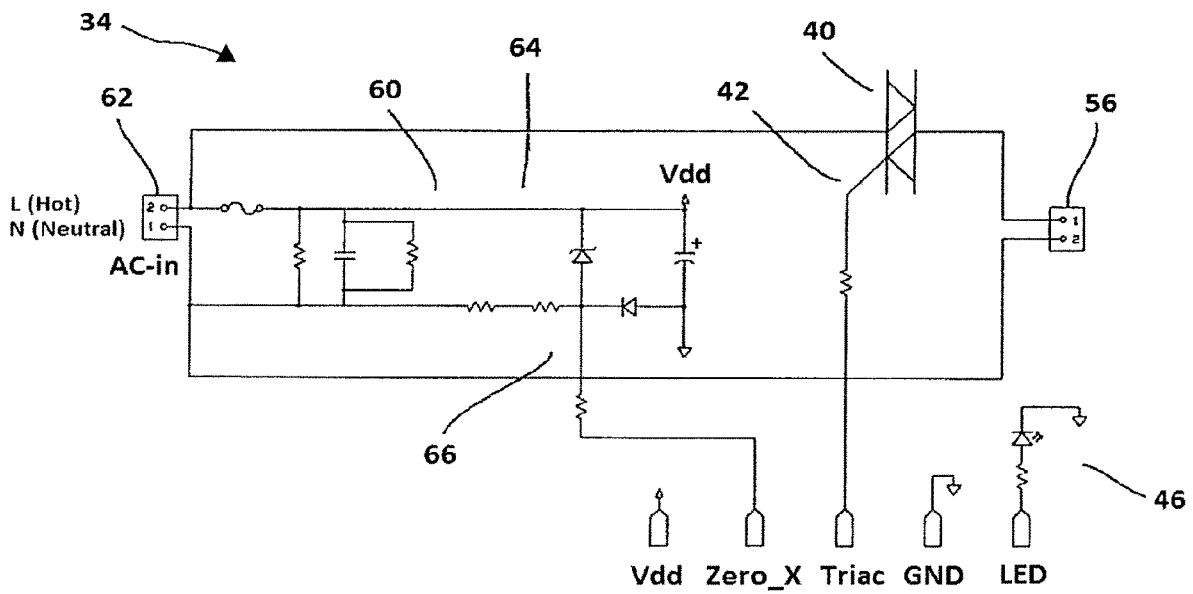 34
64
40
62
60
42
56
Vdd
L (Hot)
2
1
N (Neutral)
1
2
AC-in
+
66
46
Vdd
Zero_X
Triac
GND
LED